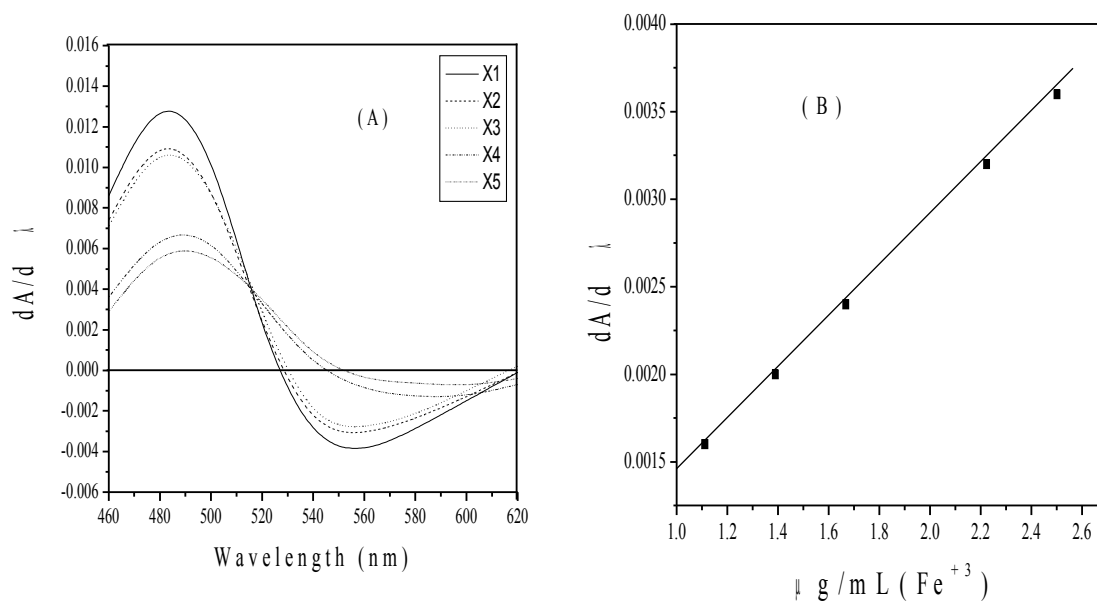 0.016
0.014
0.012
0.010
0.008
0.006
0.004
0.002
0.000
-0.002
-0.004
-0.006
dA/d λ
460 480 500 520 540 560 580 600 620
Wavelength (nm)
(A)
X1
X2
X3
X4
X5
0.0040
0.0035
0.0030
0.0025
0.0020
0.0015
dA/d λ
1.0 1.2 1.4 1.6 1.8 2.0 2.2 2.4 2.6
μ g/mL(Fe+3)
(B)